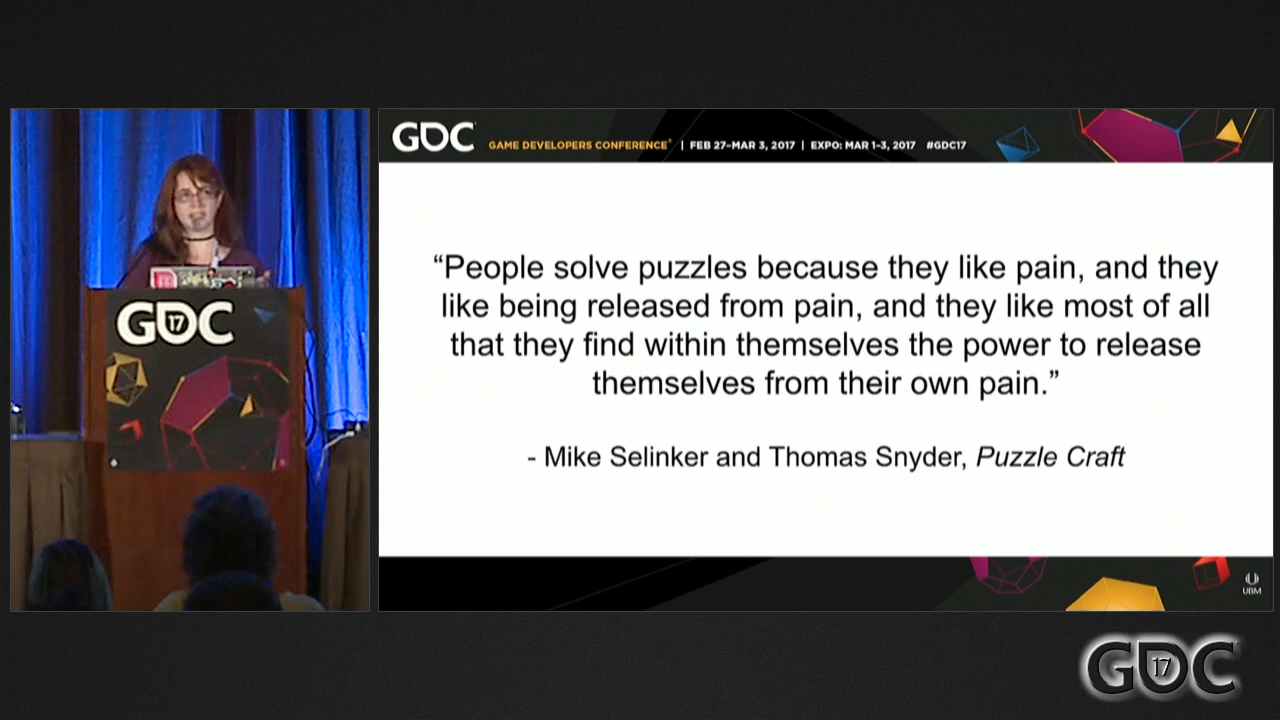 GDC
GAME DEVELOPERS CONFERENCE® | FEB 27–MAR 3, 2017 | EXPO: MAR 1–3, 2017 #GDC17
“People solve puzzles because they like pain, and they
like being released from pain, and they like most of all
that they find within themselves the power to release
themselves from their own pain.”
- Mike Selinker and Thomas Snyder, Puzzle Craft
UBM
GDC
17
GDC
17